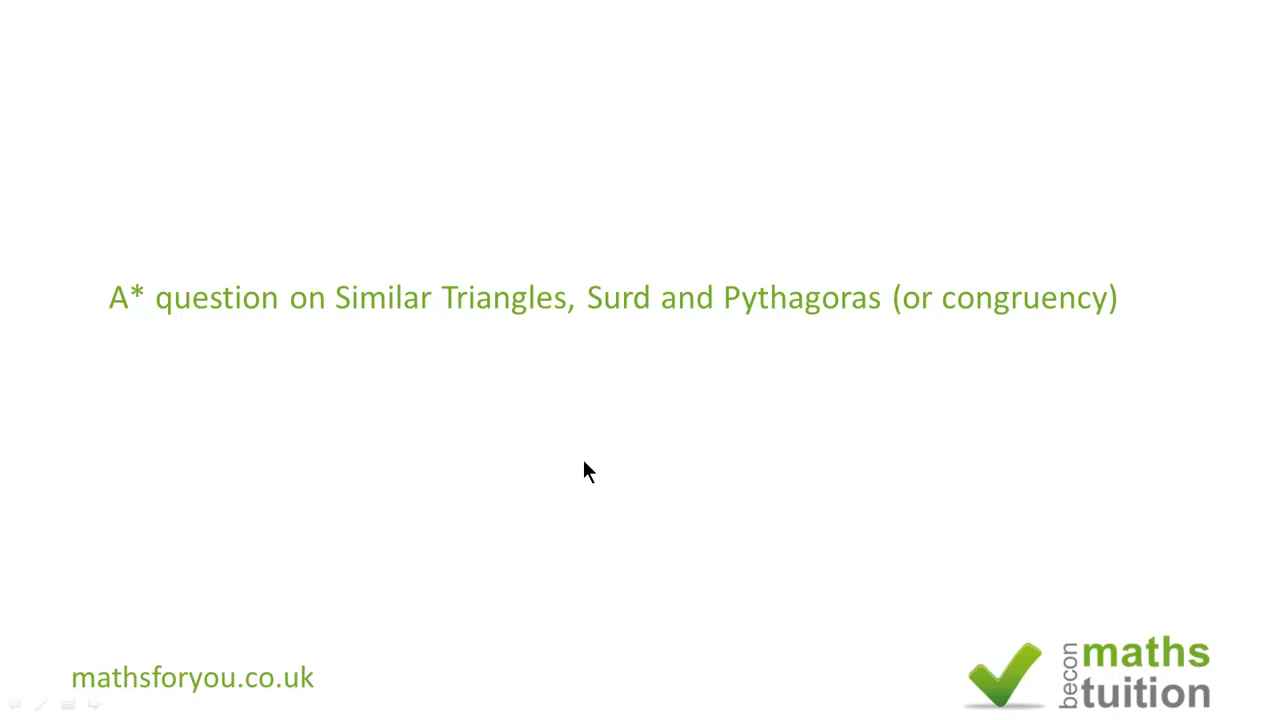 A* question on Similar Triangles, Surd and Pythagoras (or congruency)
mathsforyou.co.uk
becon
maths
tuition